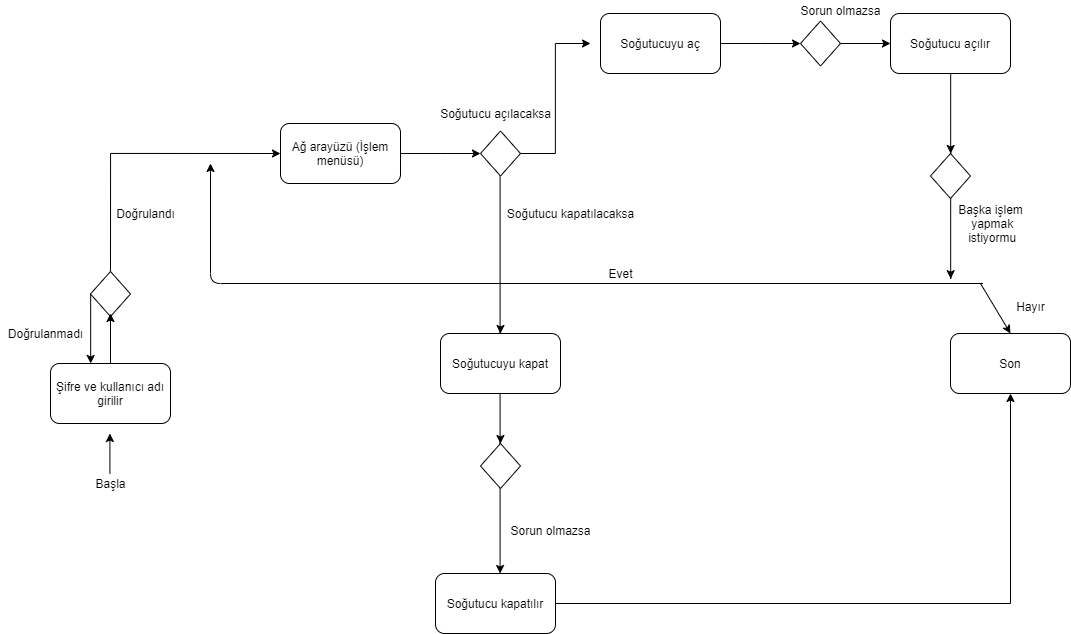 Sorun olmazsa
Soğutucuyu aç
Soğutucu açılır
Soğutucu açılacaksa
Ağ arayüzü (İşlem
menüsü)
Doğrulandı
Soğutucu kapatılacaksa
Başka işlem
yapmak
istiyormu
Evet
Hayır
Doğrulanmadı
Soğutucuyu kapat
Son
Şifre ve kullanıcı adı
girilir
Başla
Sorun olmazsa
Soğutucu kapatılır